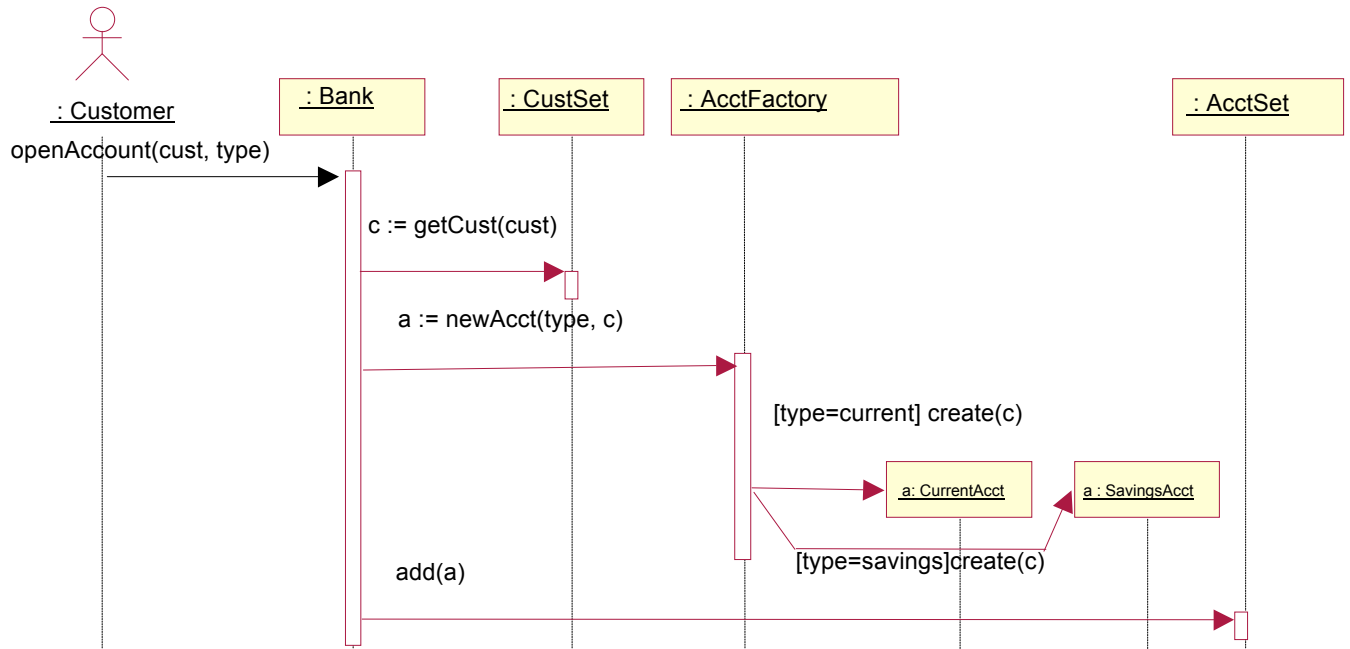 : Customer
: Bank
: CustSet
: AcctFactory
: AcctSet
openAccount(cust, type)
c := getCust(cust)
a := newAcct(type, c)
[type=current] create(c)
a: CurrentAcct
a : SavingsAcct
[type=savings]create(c)
add(a)